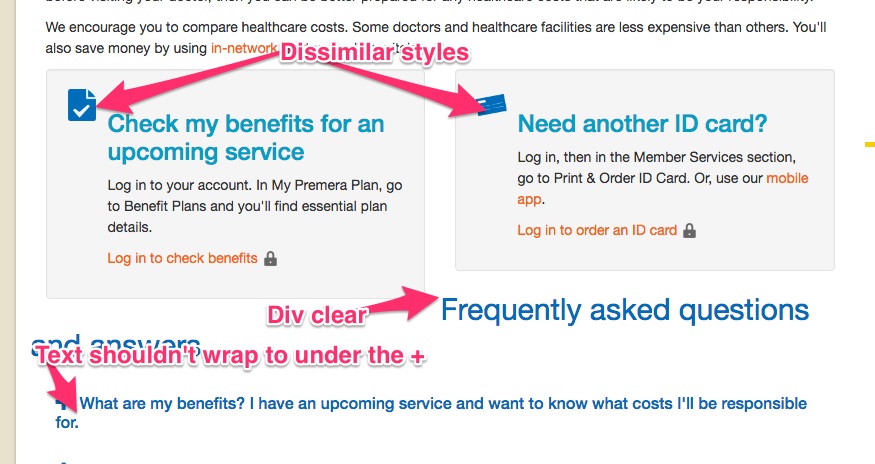 We encourage you to compare healthcare costs. Some doctors and healthcare facilities are less expensive than others. You'll
also save money by using in-network
Dissimilar styles
Check my benefits for an
upcoming service
Log in to your account. In My Premera Plan, go
to Benefit Plans and you'll find essential plan
details.
Log in to check benefits
Need another ID card?
Log in, then in the Member Services section,
go to Print & Order ID Card. Or, use our mobile
app.
Log in to order an ID card
Div clear
Frequently asked questions
and answers
Text shouldn't wrap to under the +
What are my benefits? I have an upcoming service and want to know what costs I'll be responsible
for.